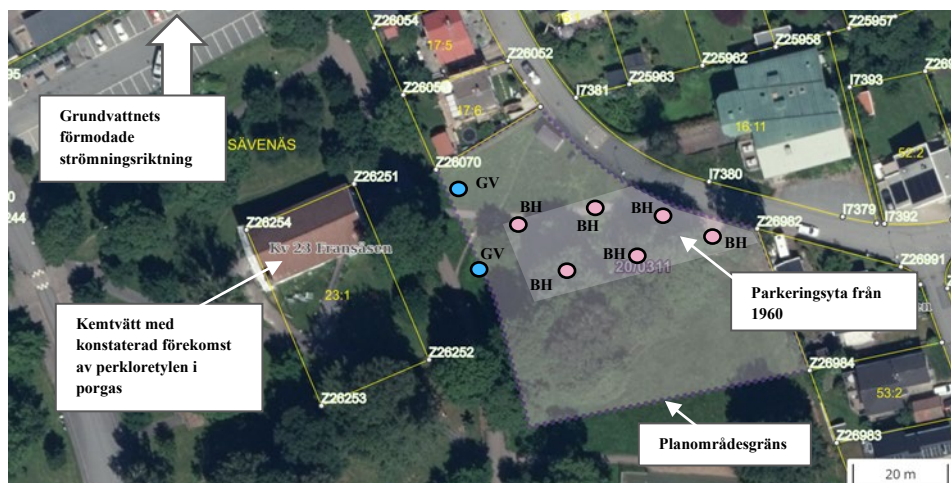 Z26054
Z25957
16:1
17:5
Z26052
Z25958
Z25962
I7393
Z25963
I7381
Grundvattnets
förmodade
strömningsriktning
17:6
16:11
52:2
SÄVENÄS
Z26070
Z26251
I7380
GV
BH
BH
BH
I7379
I7392
Z26254
Z26982
244
Kv 23 Fransåsen
BH
GV
BH
BH
20/0311
Z26991
23:1
Parkeringsyta från
1960
Kemtvätt med
konstaterad förekomst
av perkloretylen i
porgas
Z26252
Z26984
53:2
Z26253
Planområdesgräns
Z26983
20 m